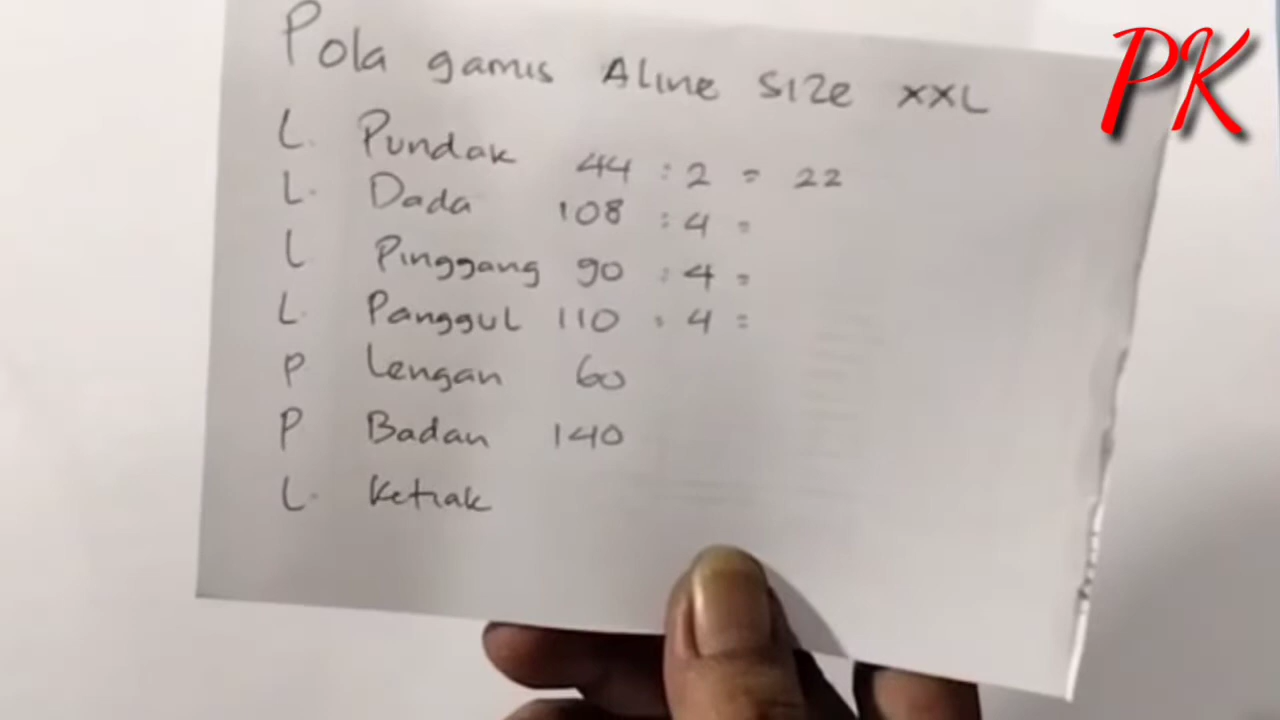 Pola gamis Aline size XXL
PK
L. Pundak 44 : 2 = 22
L. Dada 108 : 4 =
L Pinggang 90 : 4 =
L. Panggul 110 : 4 =
P Lengan 60
P Badan 140
L. Ketiak